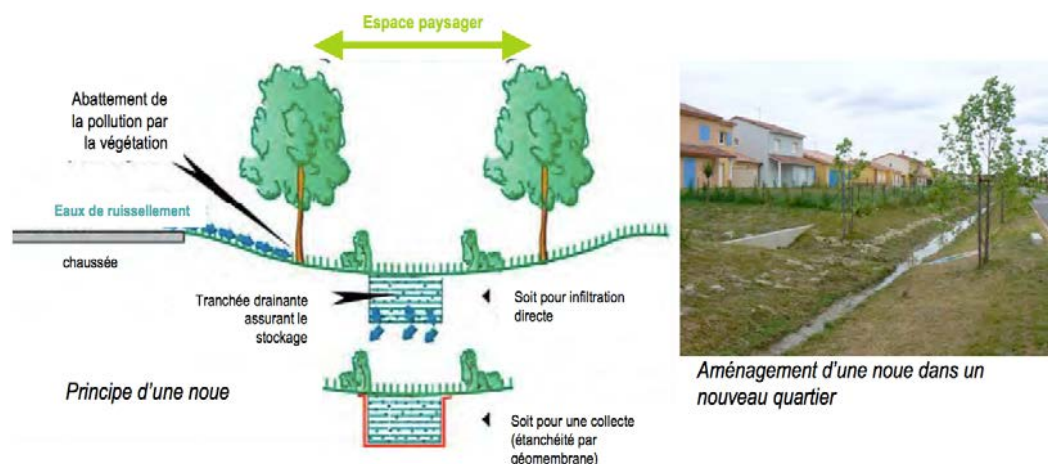 Espace paysager
Abattement de
la pollution par
la végétation
Eaux de ruissellement
chaussée
Tranchée drainante
assurant le
stockage
Soit pour infiltration
directe
Principe d'une noue
Soit pour une collecte
(étanchéité par
géomembrane)
Aménagement d'une noue dans un
nouveau quartier